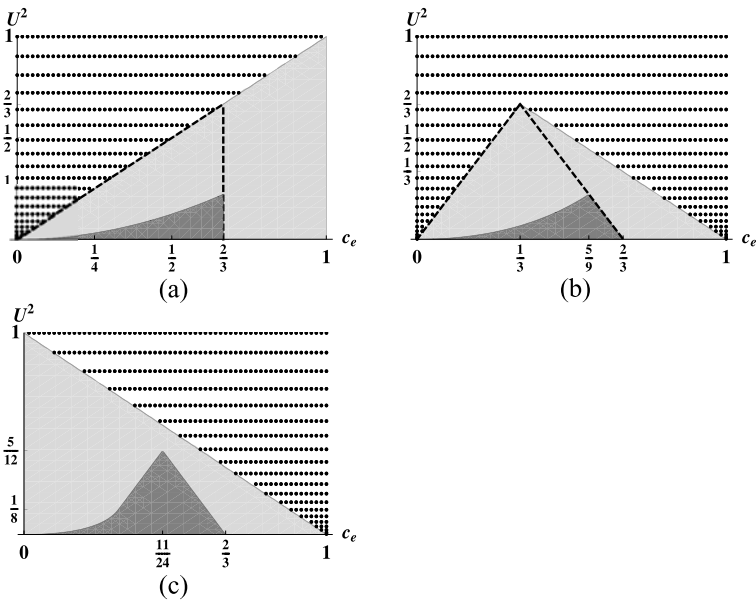 U²
1
2/3
1/2
1
0
1/4
1/2
2/3
1
c_e
(a)
U²
1
2/3
1/2
1/3
0
1/3
5/9
2/3
1
c_e
(b)
U²
1
5/12
1/8
0
11/24
2/3
1
c_e
(c)